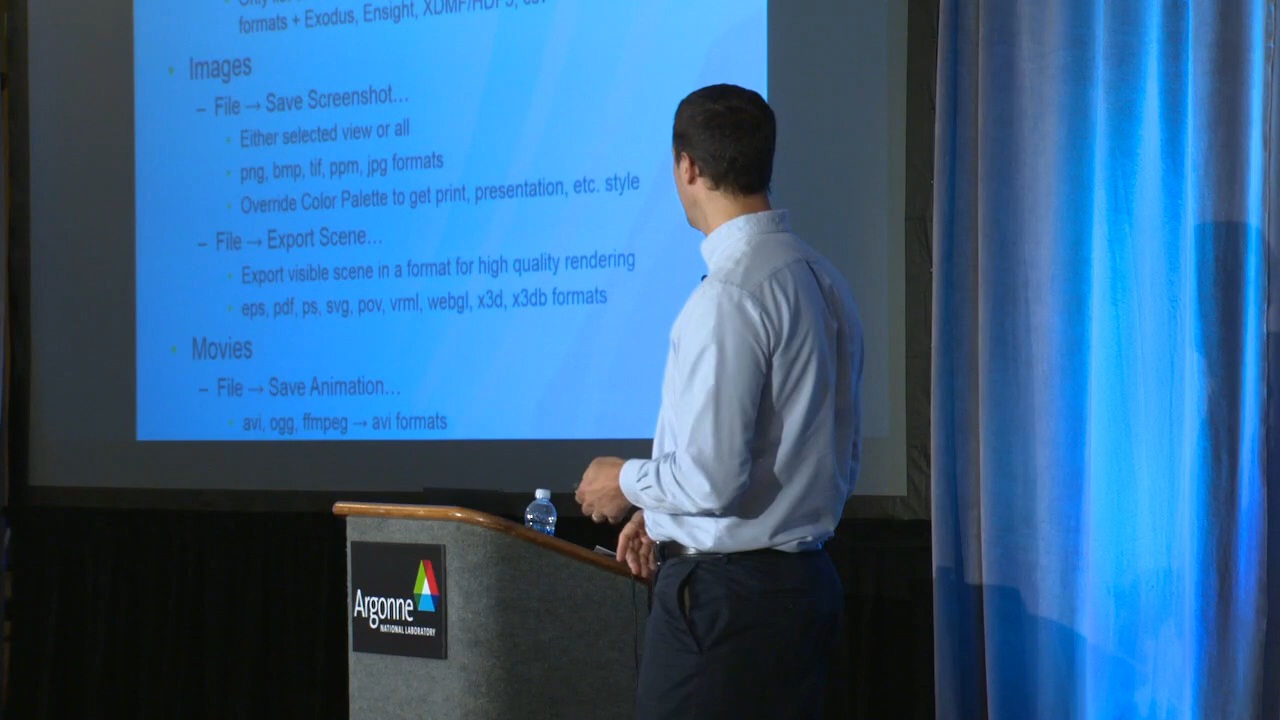 formats + Exodus, Ensight, XDMF/HDF5,
• Images
– File → Save Screenshot…
• Either selected view or all
• png, bmp, tif, ppm, jpg formats
• Override Color Palette to get print, presentation, etc. style
– File → Export Scene…
• Export visible scene in a format for high quality rendering
• eps, pdf, ps, svg, pov, vrml, webgl, x3d, x3db formats
• Movies
– File → Save Animation…
• avi, ogg, ffmpeg → avi formats
Argonne
NATIONAL LABORATORY